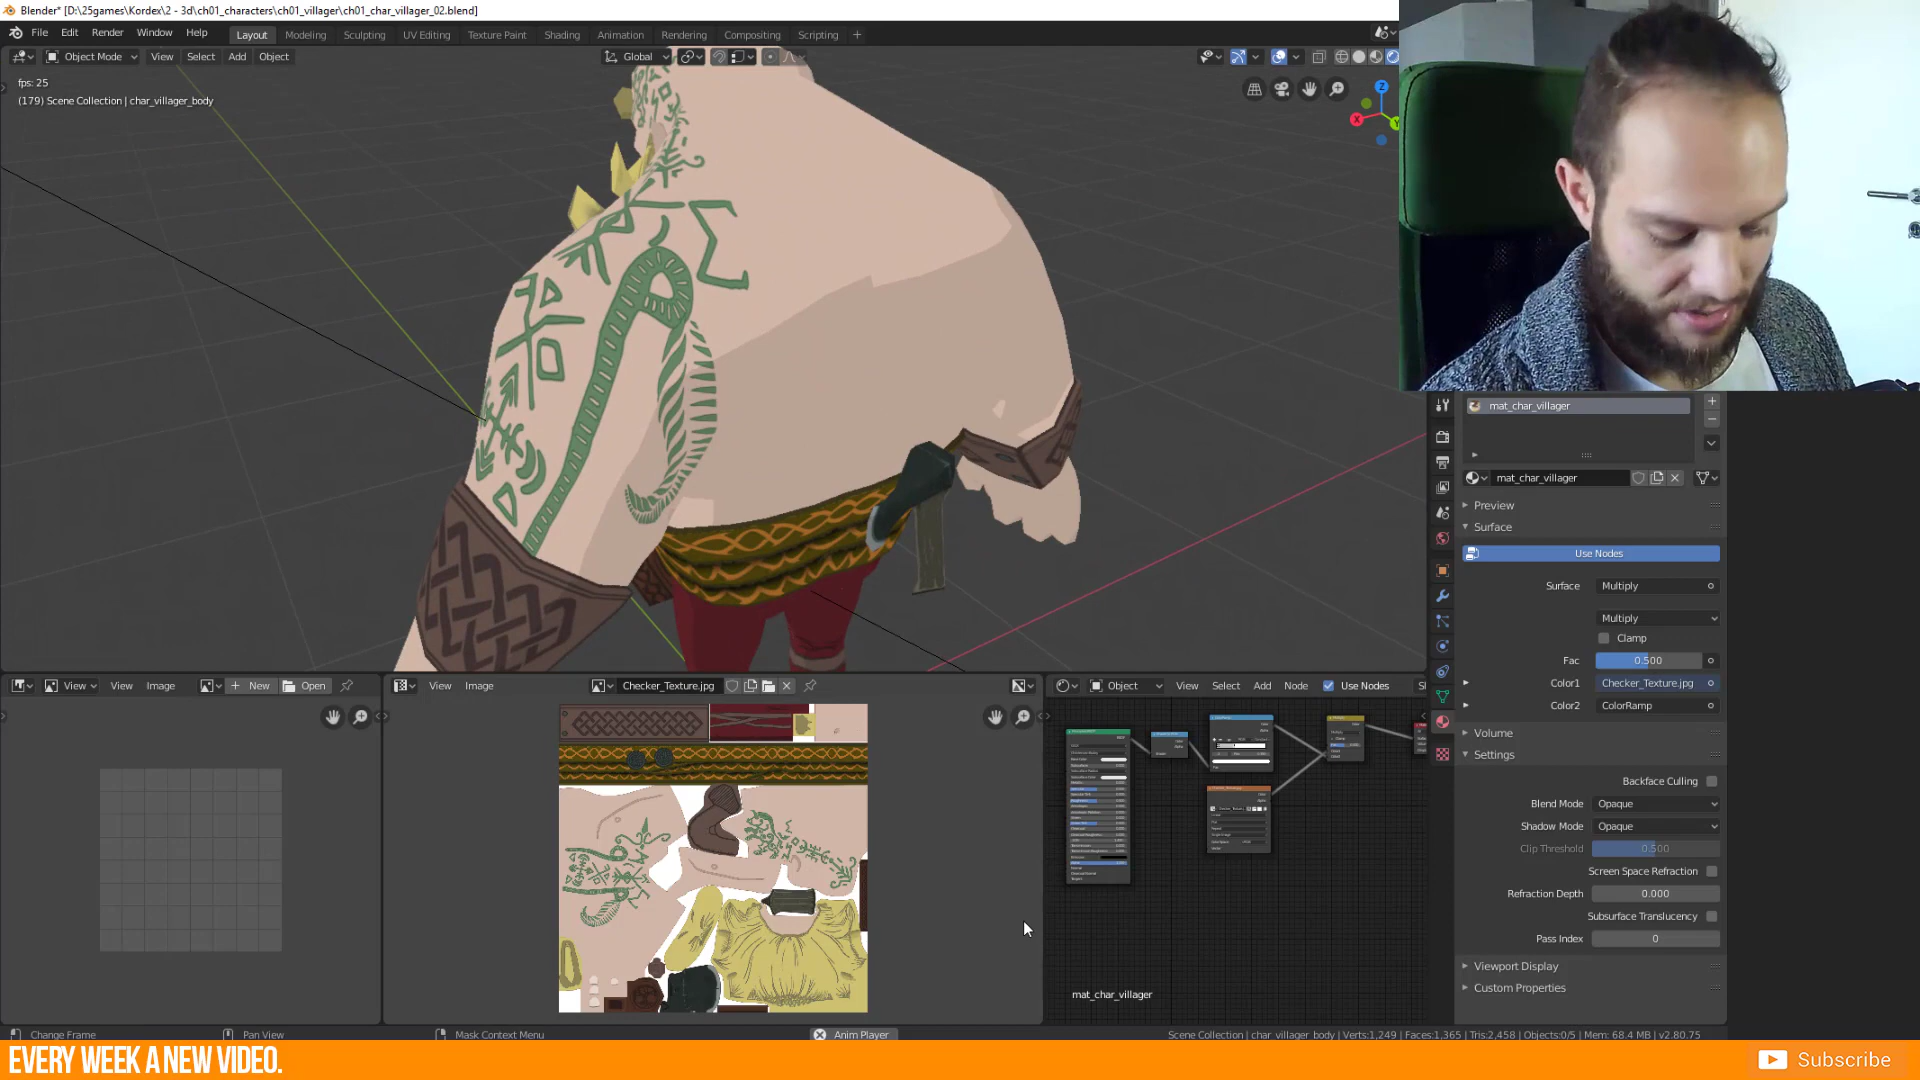 Blender* [D:\25games\Kordex\2 - 3d\ch01_characters\ch01_villager\ch01_char_villager_02.blend]
File Edit Render Window Help Layout Modeling Sculpting UV Editing Texture Paint Shading Animation Rendering Compositing Scripting +
Object Mode View Select Add Object Global
fps: 25
(179) Scene Collection | char_villager_body
Z
X
Y
mat_char_villager
mat_char_villager
Preview
Surface
Use Nodes
Surface Multiply
Multiply
Clamp
Fac 0.500
Color1 Checker_Texture.jpg
Color2 ColorRamp
Volume
Settings
Backface Culling
Blend Mode Opaque
Shadow Mode Opaque
Clip Threshold 0.500
Screen Space Refraction
Refraction Depth 0.000
Subsurface Translucency
Pass Index 0
Viewport Display
Custom Properties
View View Image + New Open
View Image Checker_Texture.jpg
Object View Select Add Node Use Nodes
mat_char_villager
Change Frame Pan View Mask Context Menu Anim Player Scene Collection | char_villager_body | Verts:1,249 | Faces:1,365 | Tris:2,458 | Objects:0/5 | Mem: 68.4 MB | v2.80.75
EVERY WEEK A NEW VIDEO.
Subscribe